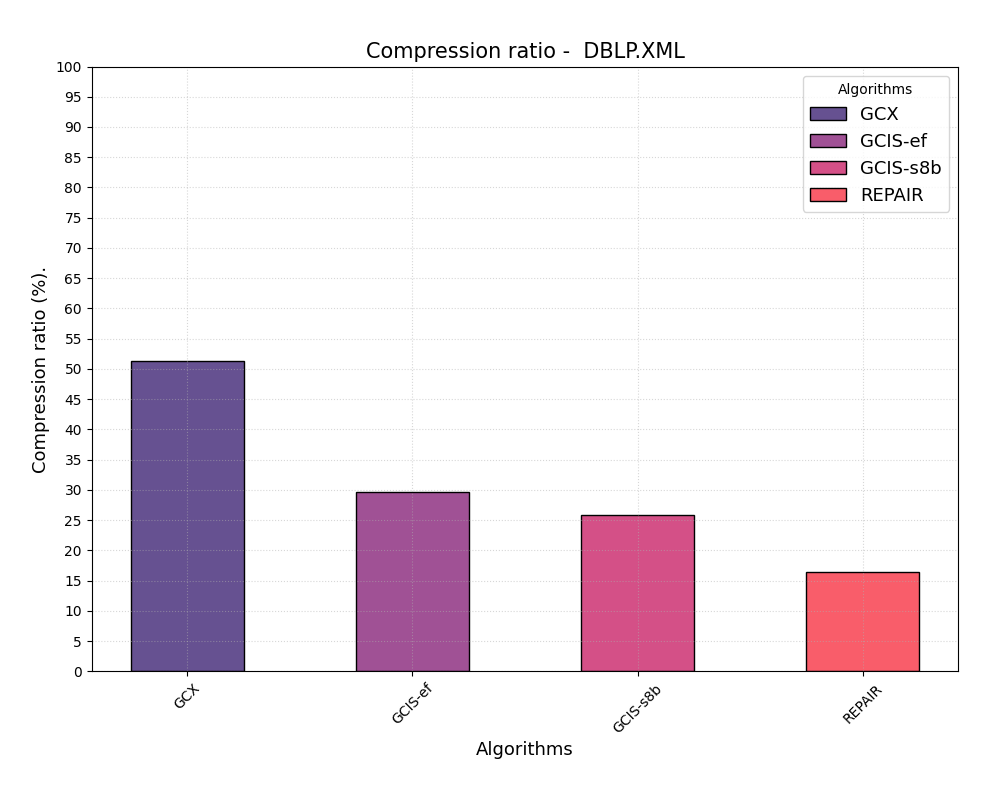 Compression ratio -  DBLP.XML
Compression ratio (%).
100
95
90
85
80
75
70
65
60
55
50
45
40
35
30
25
20
15
10
5
0
Algorithms
GCX
GCIS-ef
GCIS-s8b
REPAIR
GCX
GCIS-ef
GCIS-s8b
REPAIR
Algorithms